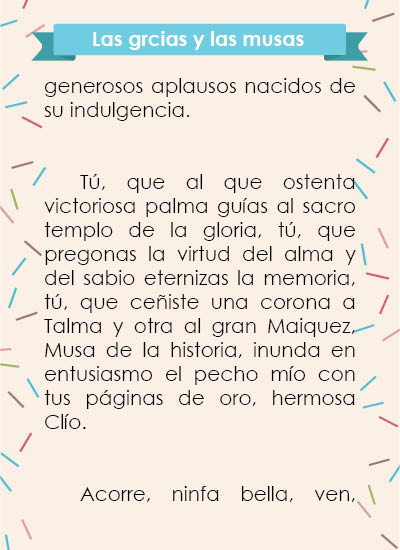 Las grcias y las musas
generosos aplausos nacidos de
su indulgencia.
Tú, que al que ostenta
victoriosa palma guías al sacro
templo de la gloria, tú, que
pregonas la virtud del alma y
del sabio eternizas la memoria,
tú, que ceñiste una corona a
Talma y otra al gran Maiquez,
Musa de la historia, inunda en
entusiasmo el pecho mío con
tus páginas de oro, hermosa
Clío.
Acorre, ninfa bella, ven,